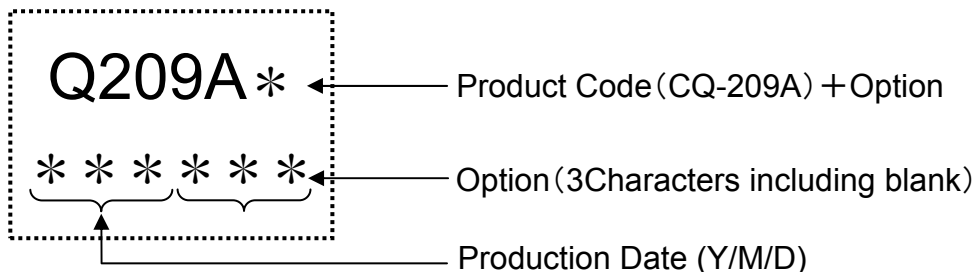 Q209A＊
Product Code（CQ-209A）＋Option
＊＊＊＊＊＊
Option（3Characters including blank）
Production Date (Y/M/D)